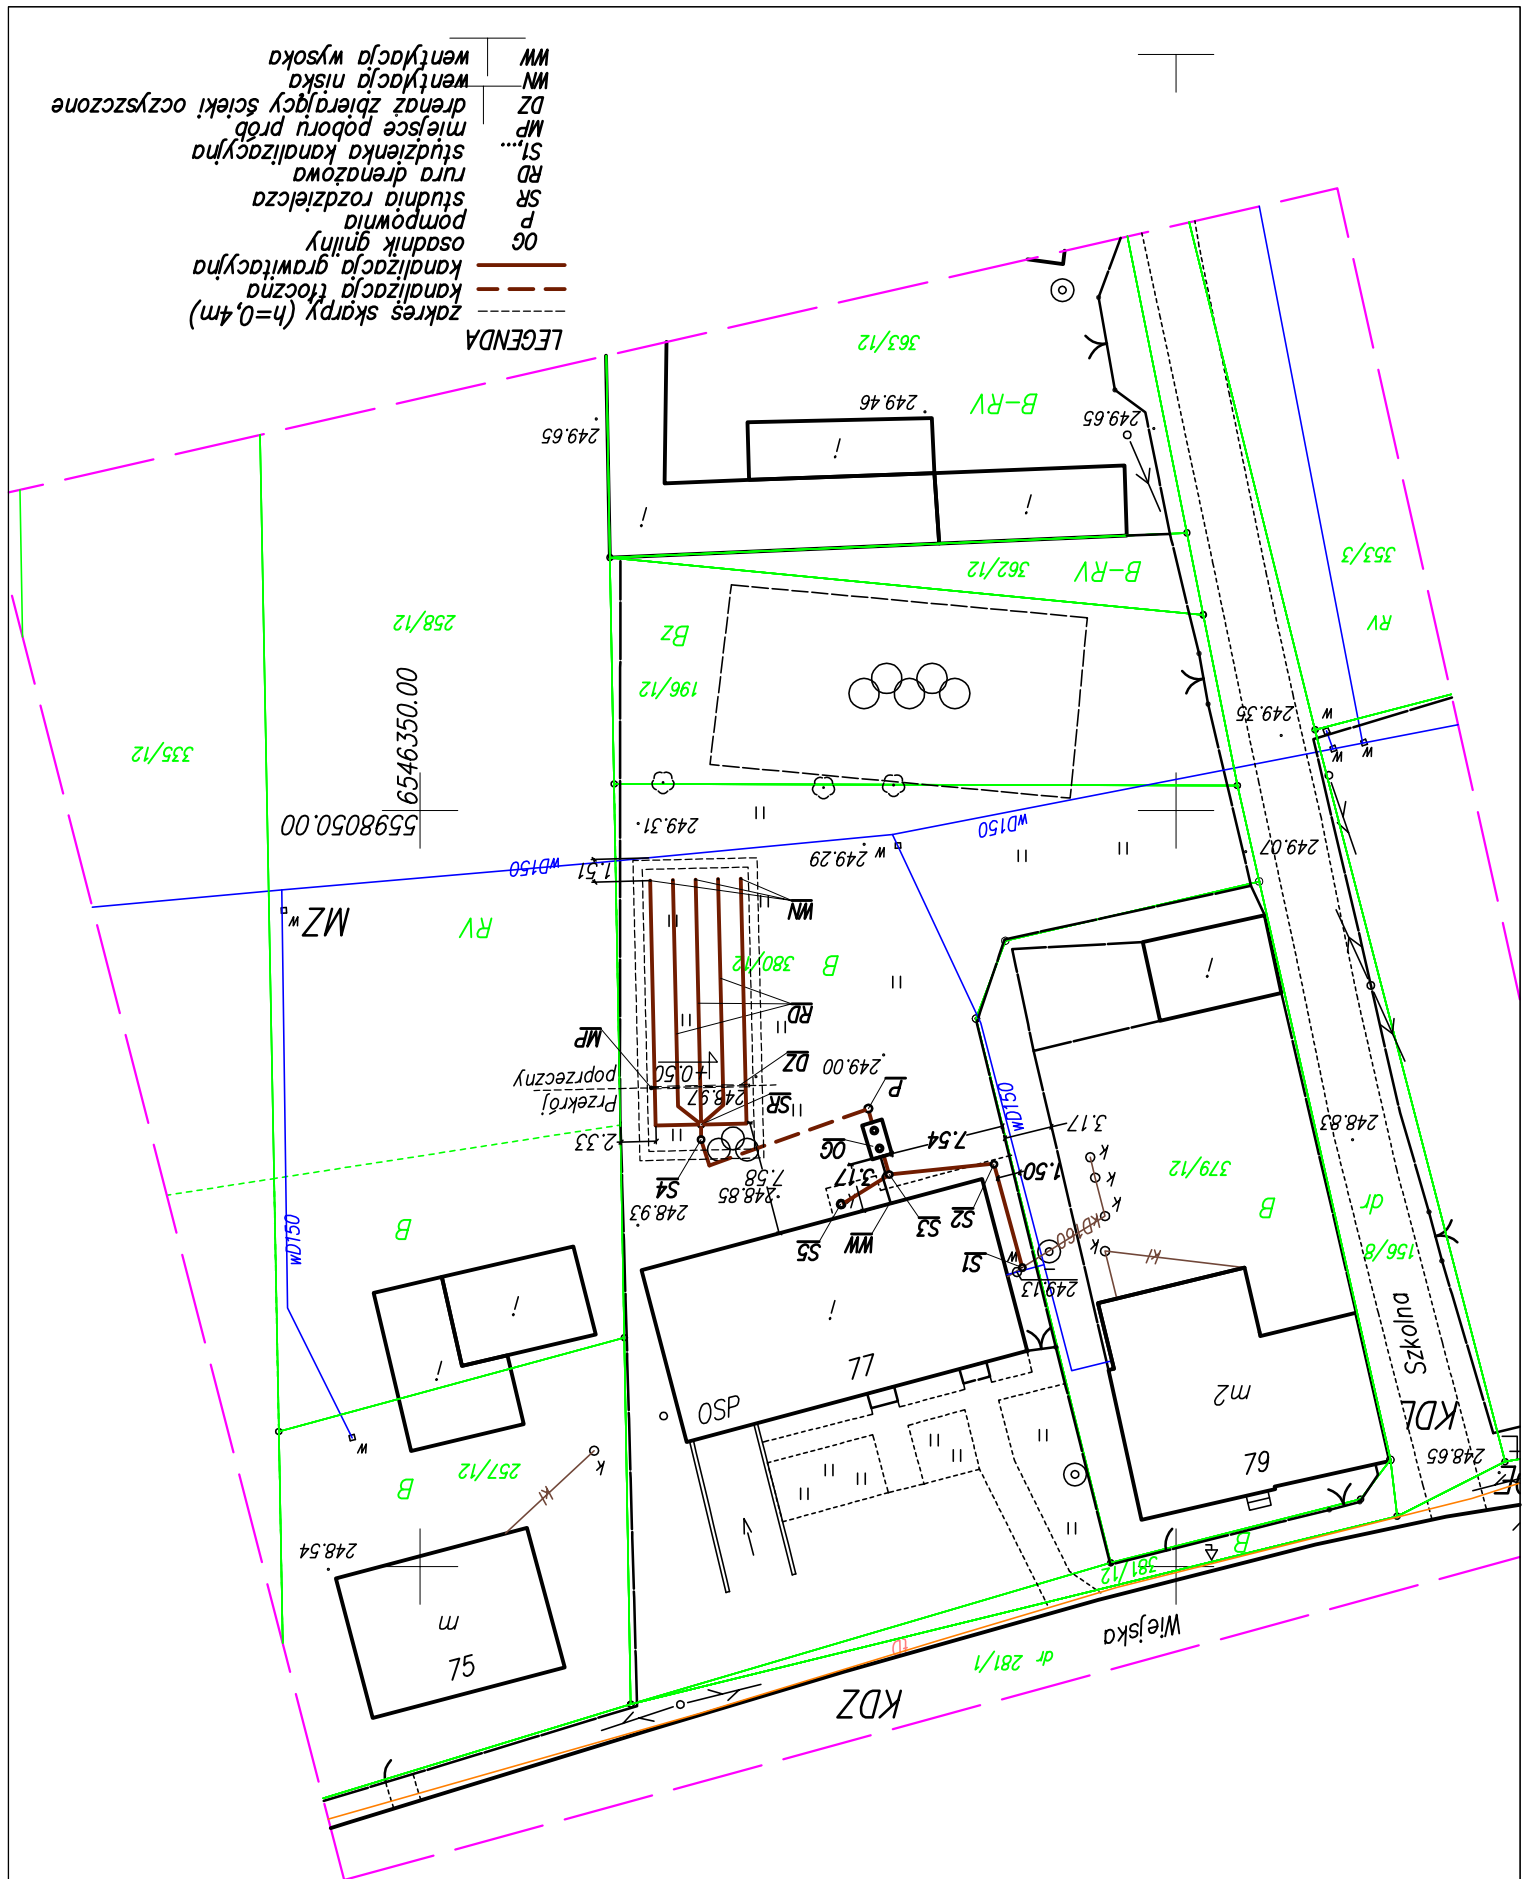 LEGENDA
zakres skarpy (h=0,4m)
kanalizacja tłoczna
kanalizacja grawitacyjna
OG osadnik gnilny
P pompownia
SR studnia rozdzielcza
RD rura drenażowa
S1,... studzienka kanalizacyjna
MP miejsce poboru prób
DZ drenaż zbierający ścieki oczyszczone
WN wentylacja niska
WW wentylacja wysoka
KDZ
dr 281/1
Wiejska
tD
381/12
B
75
m
248.54
257/12
B
k
w
79
m2
KDL
248.65
Szkolna
156/8
dr
77
i
OSP
i
i
B
wD150
S1
249.13
w
kD160
k
k
k
k
B
379/12
248.83
S2
S3
WW
S5
S4
248.93
248.85
7.58
3.17
1.50
3.17
7.54
OG
P
2.33
Przekrój
poprzeczny
SR
248.97
+0.50
DZ
249.00
MP
RD
wD150
B
380/12
WN
RV
MZ
w
i
1.51
wD150
249.29
w
249.31
wD150
249.07
5598050.00
6546350.00
335/12
258/12
196/12
Bz
249.35
w
w
w
RV
353/3
362/12
B-RV
i
i
i
249.65
249.46
B-RV
249.65
363/12